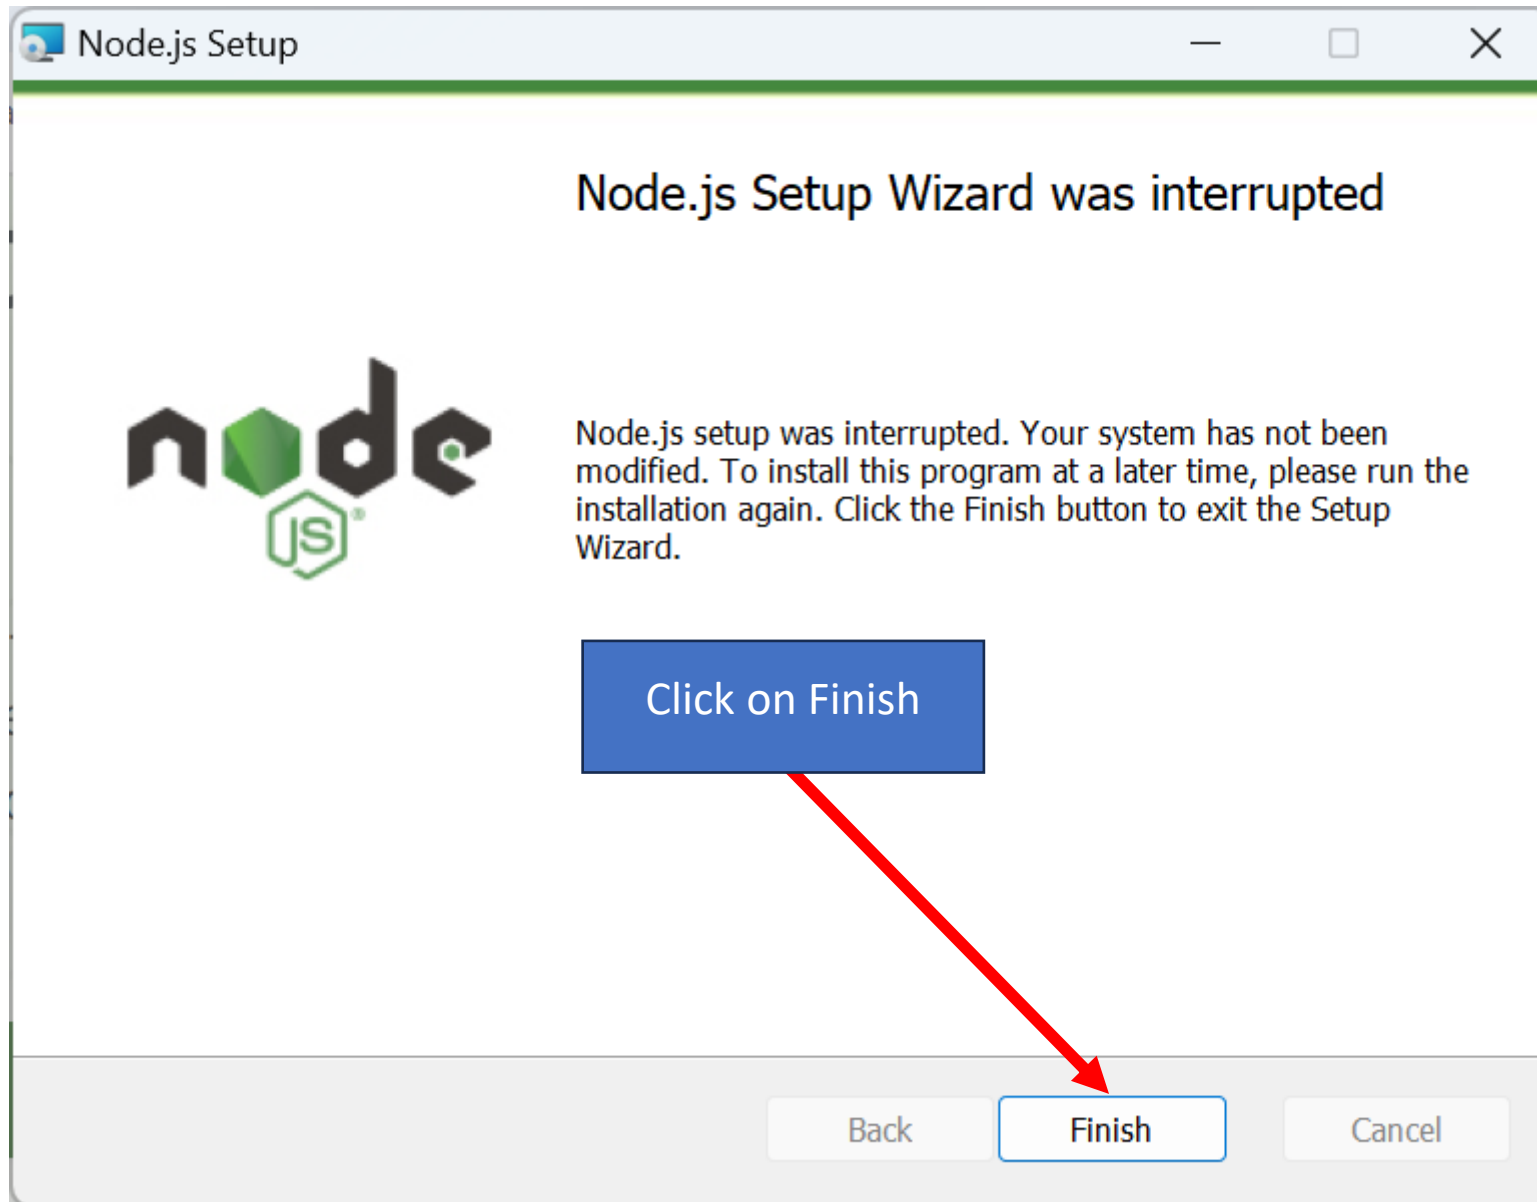 Node.js Setup
Node.js Setup Wizard was interrupted
node
JS®
Node.js setup was interrupted. Your system has not been
modified. To install this program at a later time, please run the
installation again. Click the Finish button to exit the Setup
Wizard.
Click on Finish
Back Finish Cancel